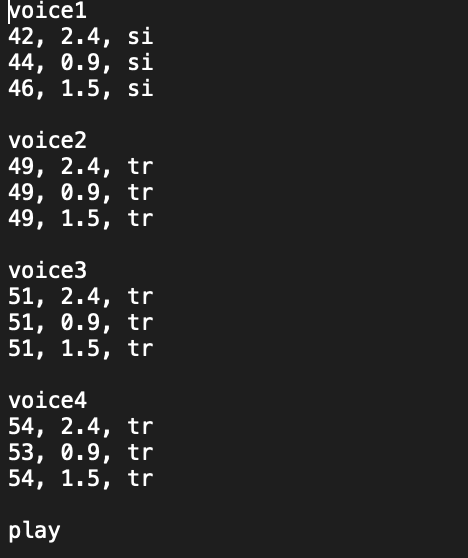 voice1
42, 2.4, si
44, 0.9, si
46, 1.5, si

voice2
49, 2.4, tr
49, 0.9, tr
49, 1.5, tr

voice3
51, 2.4, tr
51, 0.9, tr
51, 1.5, tr

voice4
54, 2.4, tr
53, 0.9, tr
54, 1.5, tr

play